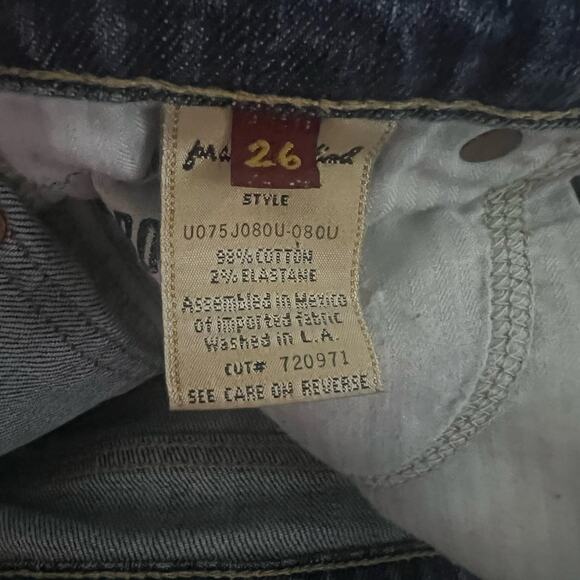 26
STYLE
U075J080U-080U
98% COTTON
2% ELASTANE
Assembled in Mexico
of imported fabric
Washed in L.A.
CUT# 720971
SEE CARE ON REVERSE